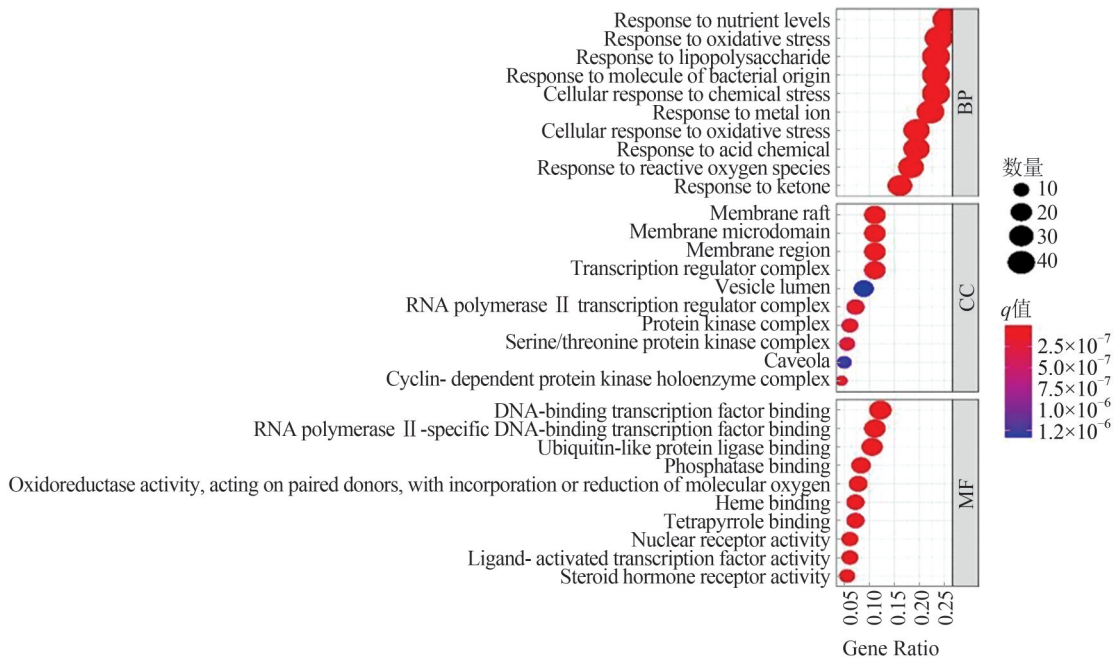 Response to nutrient levels
Response to oxidative stress
Response to lipopolysaccharide
Response to molecule of bacterial origin
Cellular response to chemical stress
Response to metal ion
Cellular response to oxidative stress
Response to acid chemical
Response to reactive oxygen species
Response to ketone
BP
Membrane raft
Membrane microdomain
Membrane region
Transcription regulator complex
Vesicle lumen
RNA polymerase Ⅱ transcription regulator complex
Protein kinase complex
Serine/threonine protein kinase complex
Caveola
Cyclin- dependent protein kinase holoenzyme complex
CC
DNA-binding transcription factor binding
RNA polymerase Ⅱ-specific DNA-binding transcription factor binding
Ubiquitin-like protein ligase binding
Phosphatase binding
Oxidoreductase activity, acting on paired donors, with incorporation or reduction of molecular oxygen
Heme binding
Tetrapyrrole binding
Nuclear receptor activity
Ligand- activated transcription factor activity
Steroid hormone receptor activity
MF
0.05 0.10 0.15 0.20 0.25
Gene Ratio
数量
10
20
30
40
q值
2.5×10⁻⁷
5.0×10⁻⁷
7.5×10⁻⁷
1.0×10⁻⁶
1.2×10⁻⁶